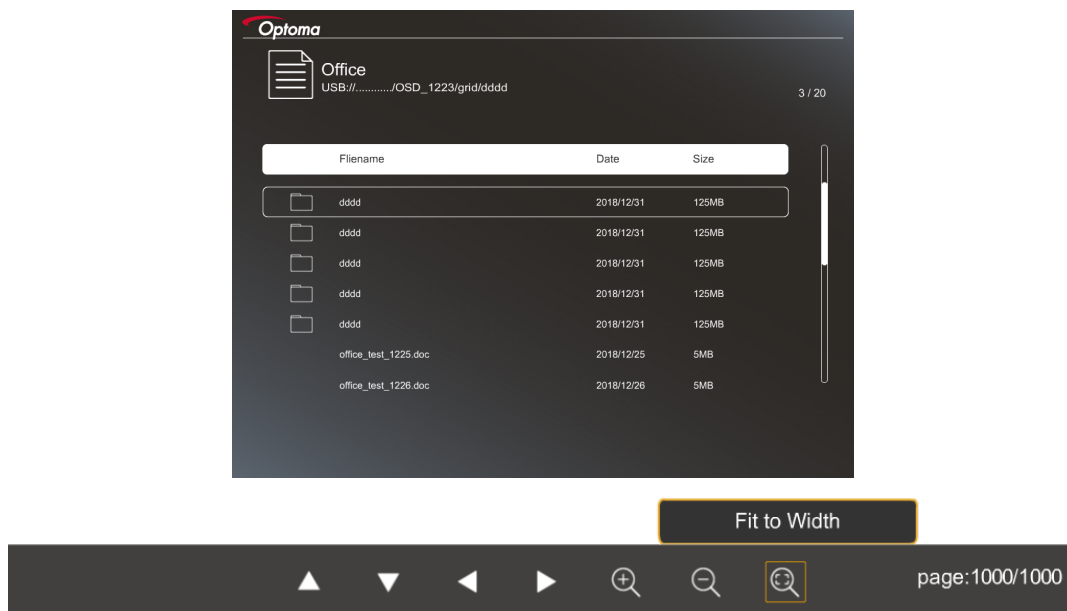 Optoma
Office
USB://.........../OSD_1223/grid/dddd
3 / 20
Fliename Date Size
dddd 2018/12/31 125MB
dddd 2018/12/31 125MB
dddd 2018/12/31 125MB
dddd 2018/12/31 125MB
dddd 2018/12/31 125MB
office_test_1225.doc 2018/12/25 5MB
office_test_1226.doc 2018/12/26 5MB
Fit to Width
page:1000/1000